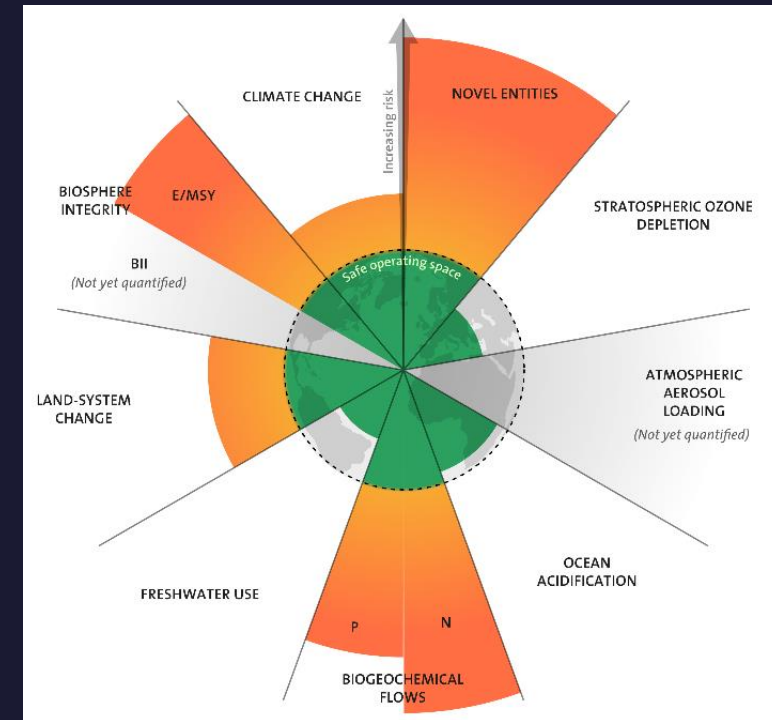 CLIMATE CHANGE
Increasing risk
NOVEL ENTITIES
STRATOSPHERIC OZONE
DEPLETION
ATMOSPHERIC
AEROSOL
LOADING
(Not yet quantified)
OCEAN
ACIDIFICATION
N
P
BIOGEOCHEMICAL
FLOWS
FRESHWATER USE
LAND-SYSTEM
CHANGE
BIOSPHERE
INTEGRITY
E/MSY
BII
(Not yet quantified)
Safe operating space